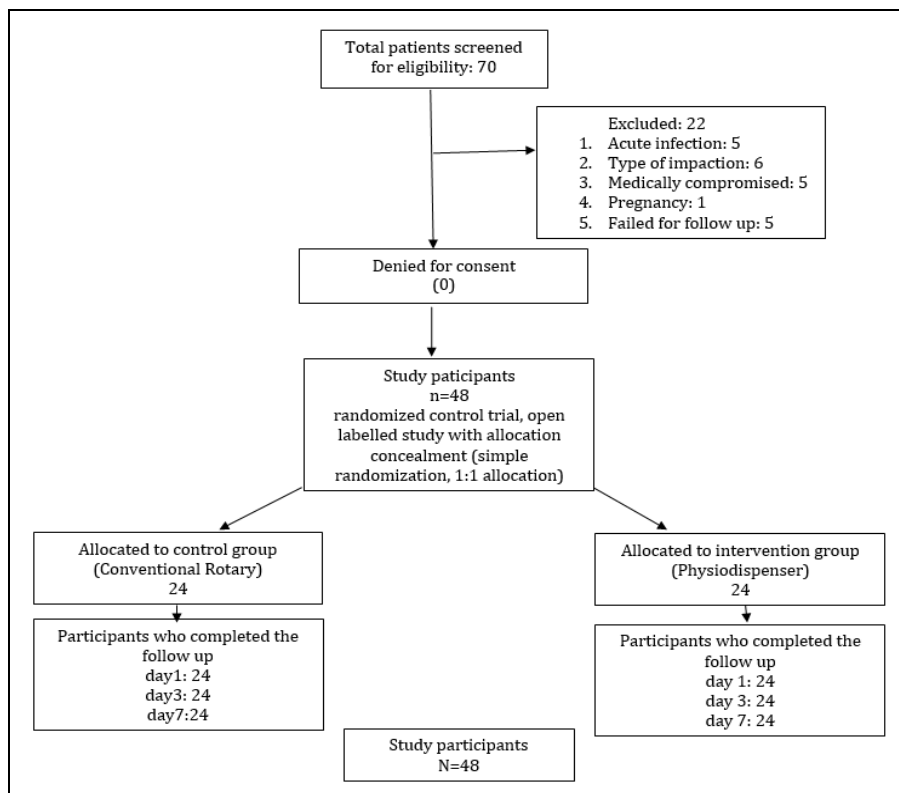 Total patients screened
for eligibility: 70
Excluded: 22
1. Acute infection: 5
2. Type of impaction: 6
3. Medically compromised: 5
4. Pregnancy: 1
5. Failed for follow up: 5
Denied for consent
(0)
Study paticipants
n=48
randomized control trial, open
labelled study with allocation
concealment (simple
randomization, 1:1 allocation)
Allocated to control group
(Conventional Rotary)
24
Allocated to intervention group
(Physiodispenser)
24
Participants who completed the
follow up
day1: 24
day3: 24
day7:24
Participants who completed the
follow up
day 1: 24
day 3: 24
day 7: 24
Study participants
N=48